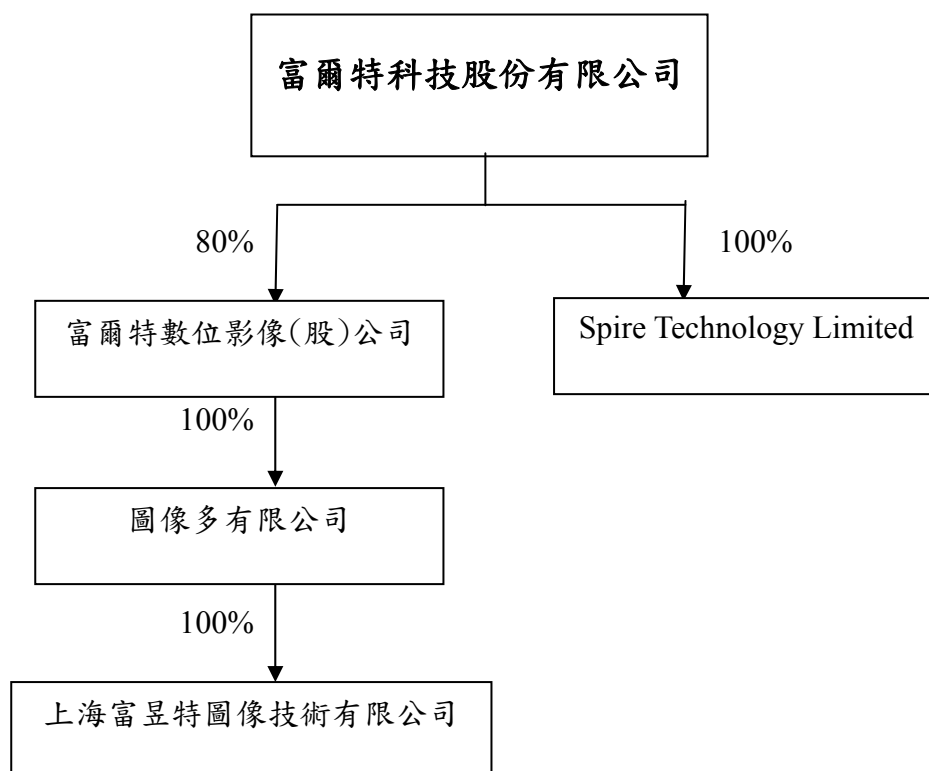 富爾特科技股份有限公司
80%
100%
富爾特數位影像(股)公司
Spire Technology Limited
100%
圖像多有限公司
100%
上海富昱特圖像技術有限公司